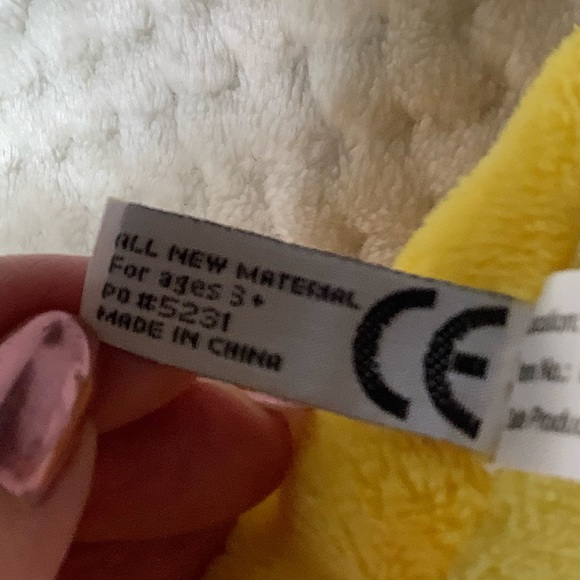 ALL NEW MATERIAL
For ages 3+
PO #5231
MADE IN CHINA
CE